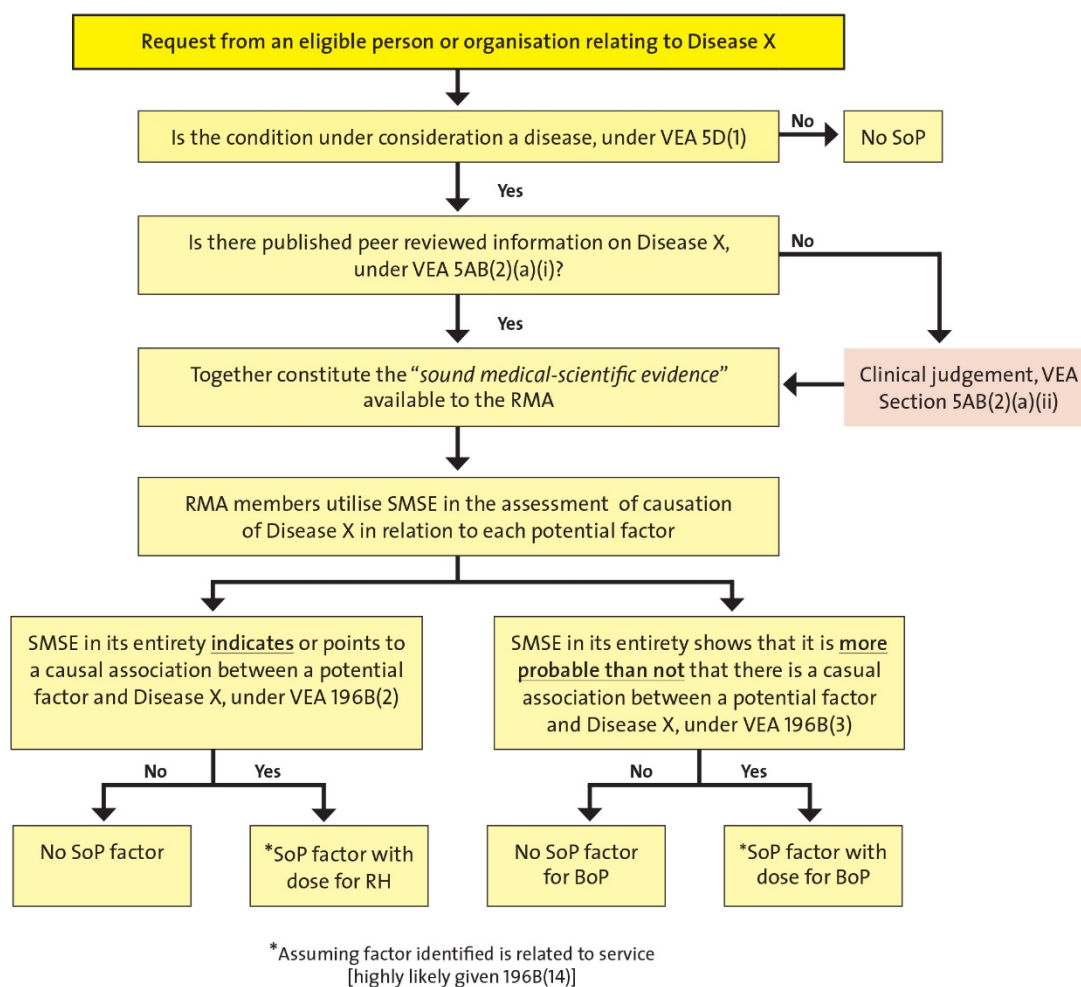 Request from an eligible person or organisation relating to Disease X
Is the condition under consideration a disease, under VEA 5D(1)
No
No SoP
Yes
Is there published peer reviewed information on Disease X,
under VEA 5AB(2)(a)(i)?
No
Yes
Together constitute the “sound medical-scientific evidence”
available to the RMA
Clinical judgement, VEA
Section 5AB(2)(a)(ii)
RMA members utilise SMSE in the assessment of causation
of Disease X in relation to each potential factor
SMSE in its entirety indicates or points to
a causal association between a potential
factor and Disease X, under VEA 196B(2)
SMSE in its entirety shows that it is more
probable than not that there is a casual
association between a potential factor
and Disease X, under VEA 196B(3)
No
Yes
No
Yes
No SoP factor
*SoP factor with
dose for RH
No SoP factor
for BoP
*SoP factor with
dose for BoP
*Assuming factor identified is related to service
[highly likely given 196B(14)]